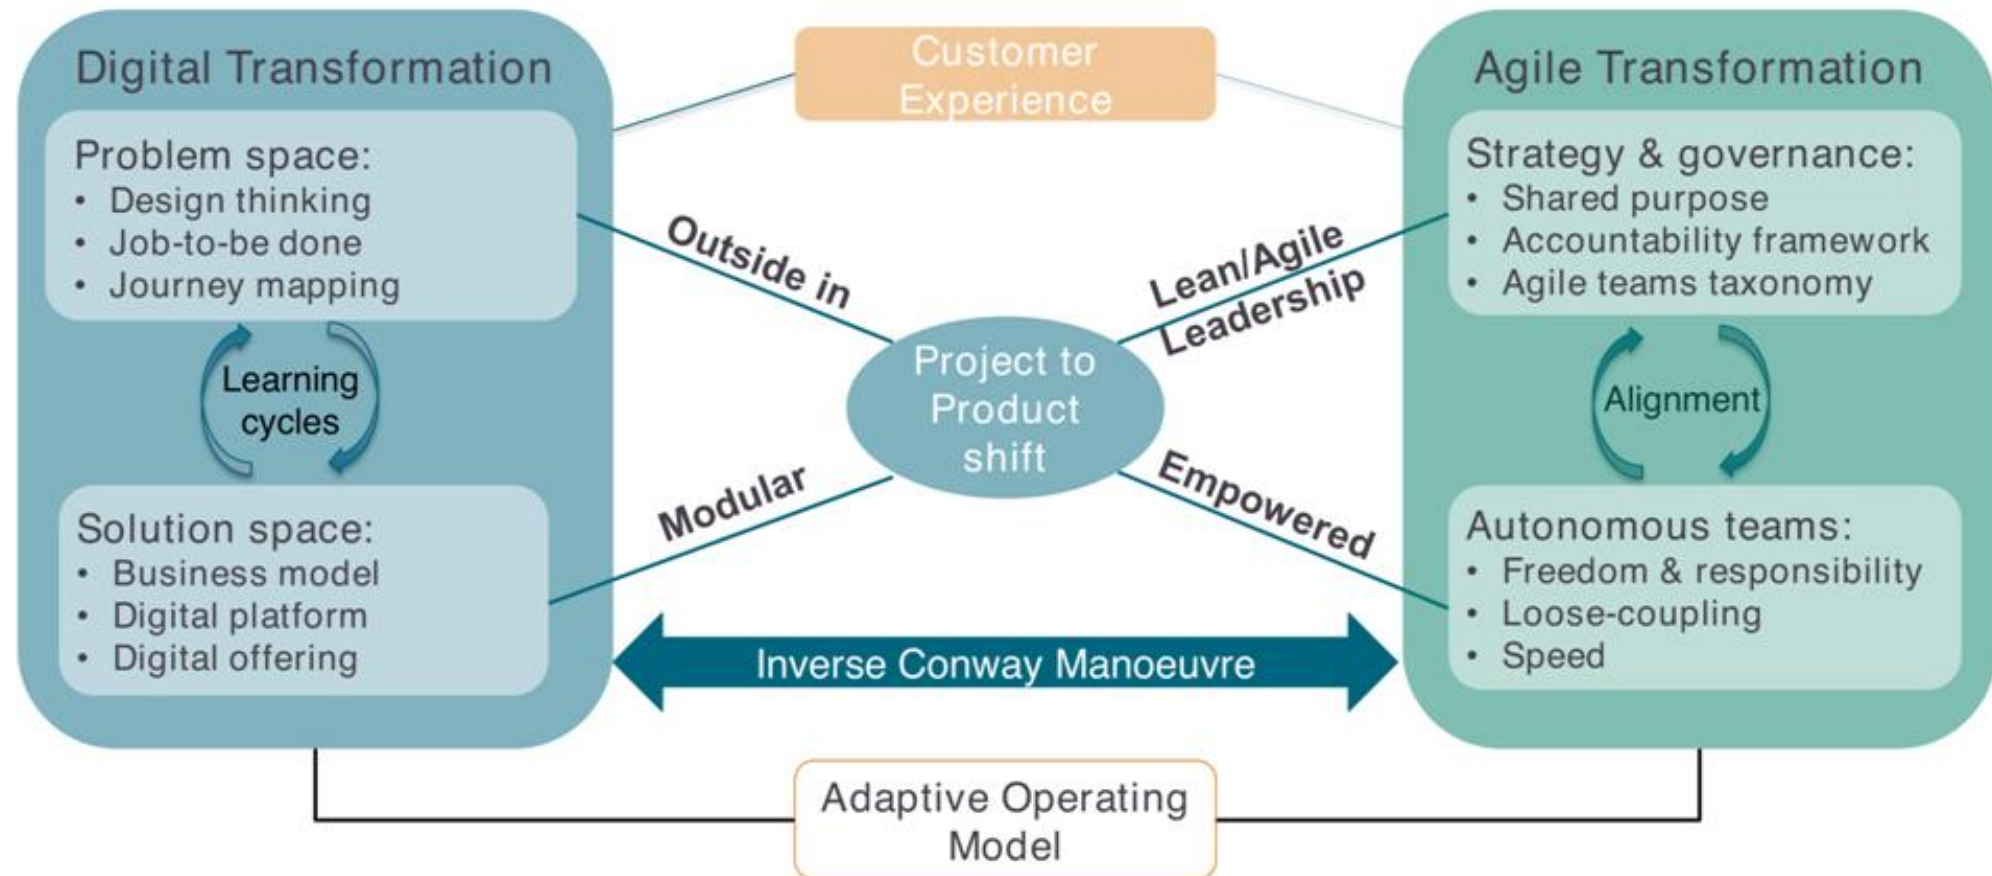 Digital Transformation
Problem space:
• Design thinking
• Job-to-be done
• Journey mapping
Learning
cycles
Solution space:
• Business model
• Digital platform
• Digital offering
Customer
Experience
Outside in
Lean/Agile
Leadership
Project to
Product
shift
Modular
Empowered
Inverse Conway Manoeuvre
Agile Transformation
Strategy & governance:
• Shared purpose
• Accountability framework
• Agile teams taxonomy
Alignment
Autonomous teams:
• Freedom & responsibility
• Loose-coupling
• Speed
Adaptive Operating
Model